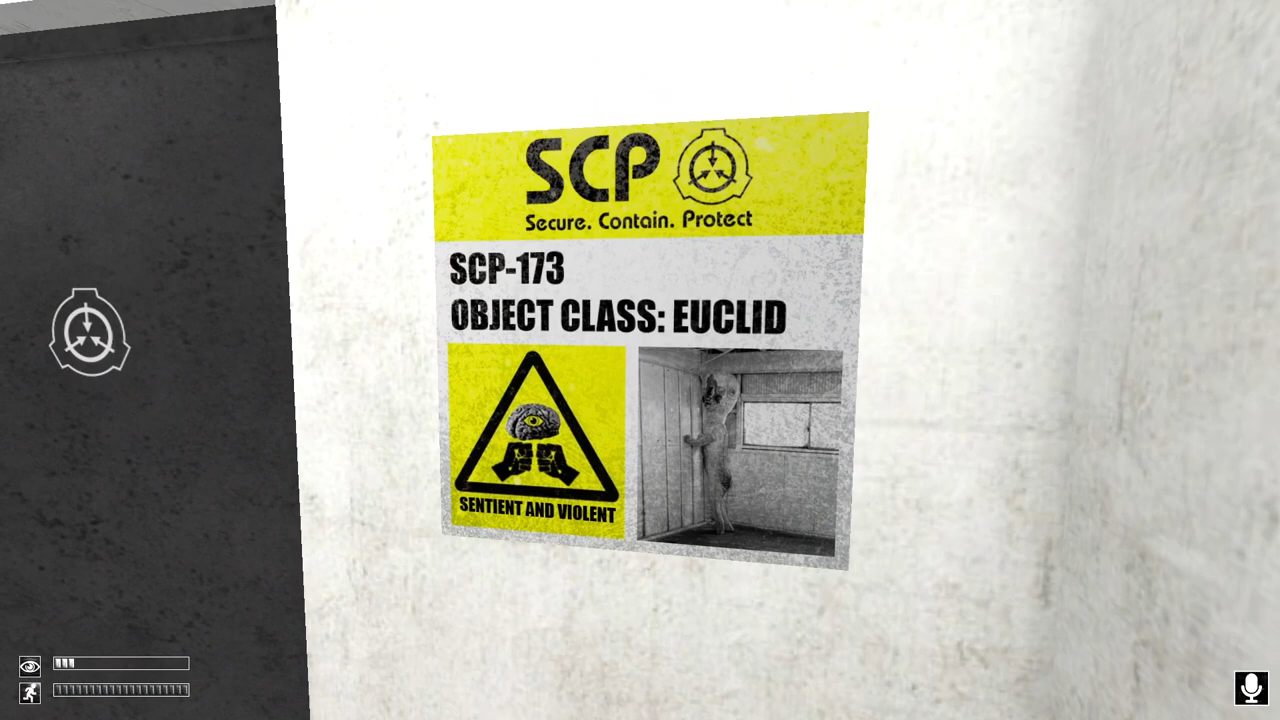 SCP
Secure. Contain. Protect
SCP-173
OBJECT CLASS: EUCLID
SENTIENT AND VIOLENT